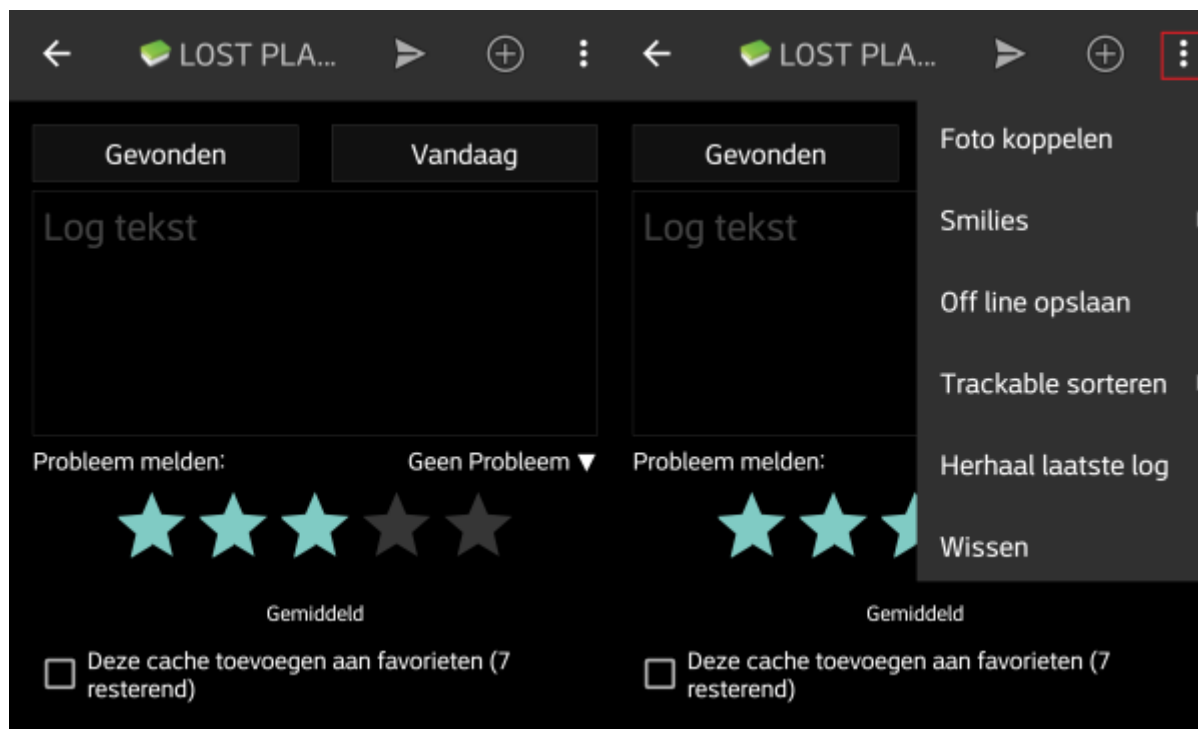 LOST PLA...
Gevonden
Vandaag
Log tekst
Probleem melden:
Geen Probleem
Gemiddeld
Deze cache toevoegen aan favorieten (7
resterend)
LOST PLA...
Gevonden
Log tekst
Foto koppelen
Smilies
Off line opslaan
Trackable sorteren
Herhaal laatste log
Wissen
Probleem melden:
Gemiddeld
Deze cache toevoegen aan favorieten (7
resterend)